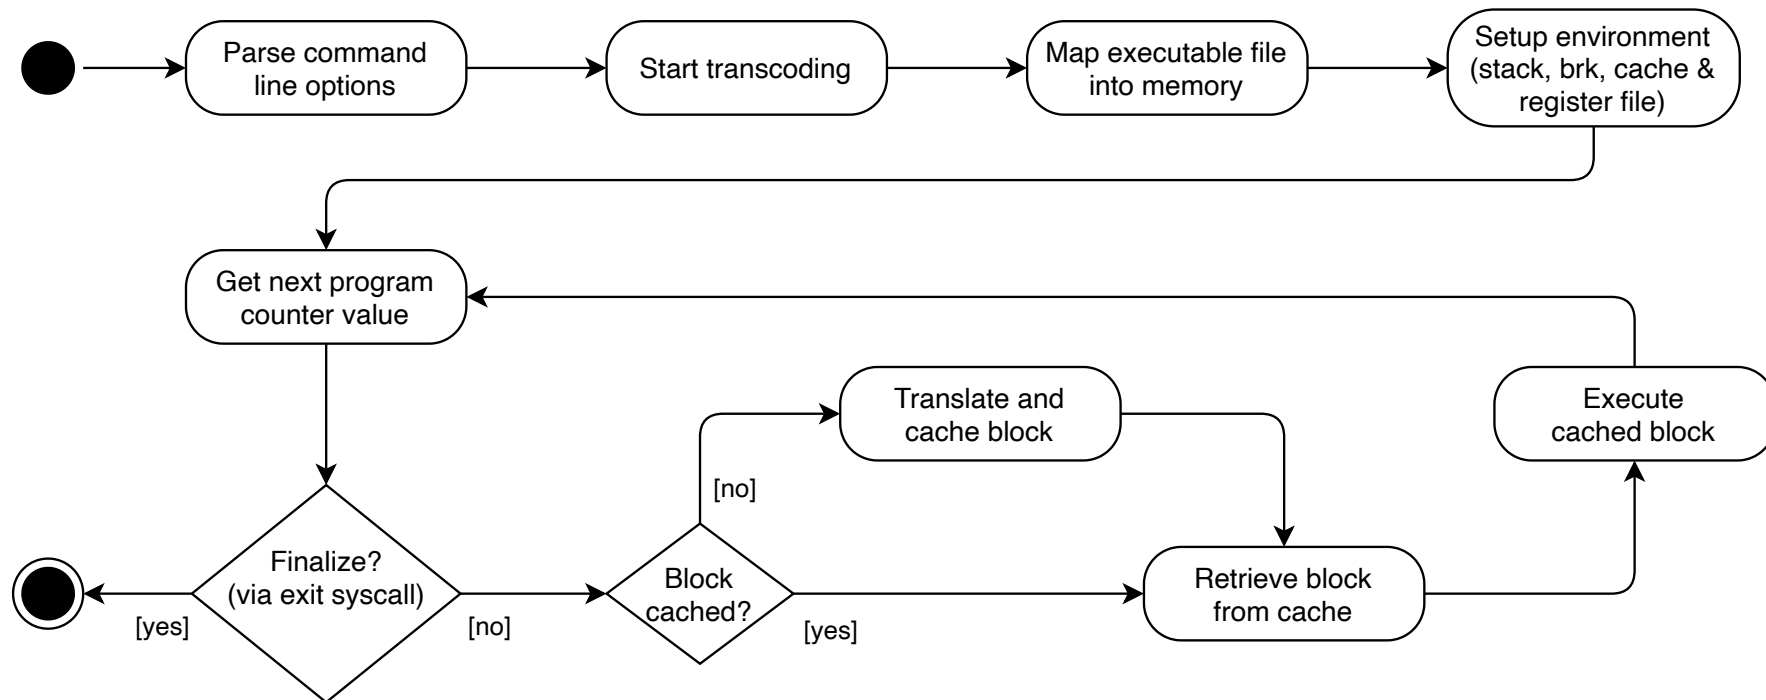 Parse command
line options
Start transcoding
Map executable file
into memory
Setup environment
(stack, brk, cache &
register file)
Get next program
counter value
Translate and
cache block
Execute
cached block
[no]
Finalize?
(via exit syscall)
Block
cached?
Retrieve block
from cache
[yes]
[no]
[yes]